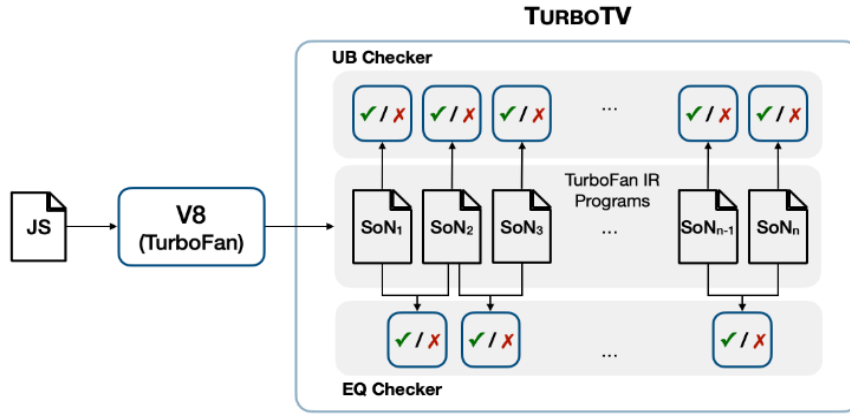 TURBOTV
UB Checker
✓ / ✗ ✓ / ✗ ✓ / ✗ ... ✓ / ✗ ✓ / ✗
TurboFan IR
Programs
JS
V8
(TurboFan)
SoN₁ SoN₂ SoN₃ ... SoNₙ₋₁ SoNₙ
✓ / ✗ ✓ / ✗ ... ✓ / ✗
EQ Checker